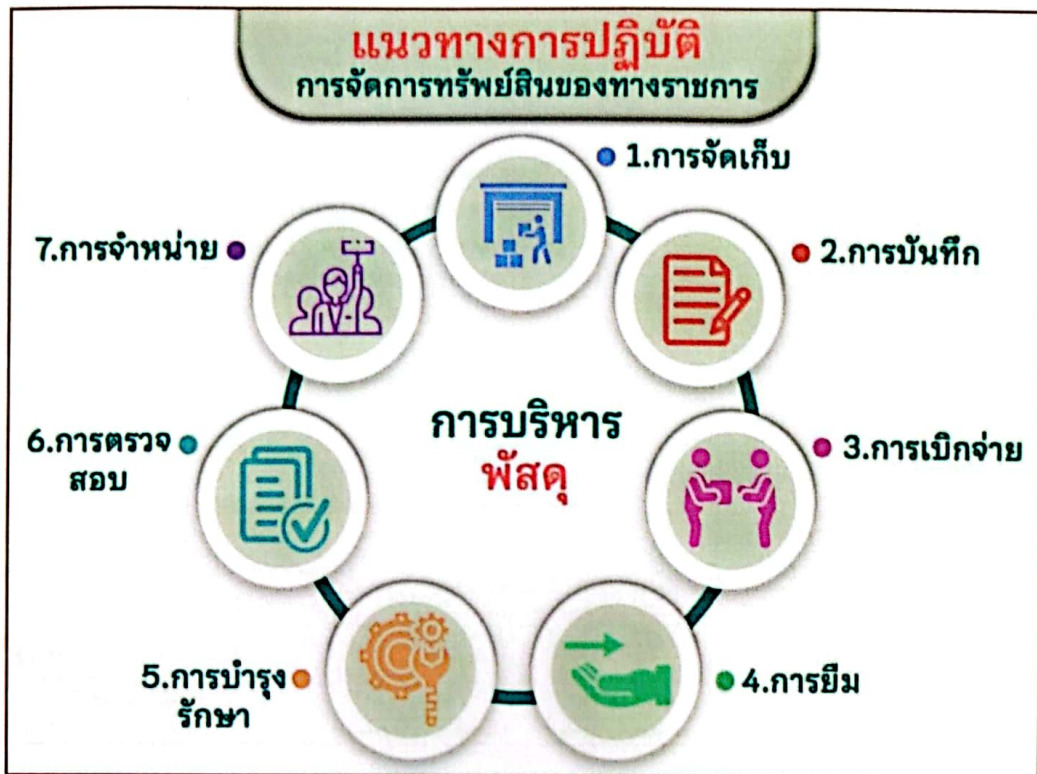 แนวทางการปฏิบัติ
การจัดการทรัพย์สินของทางราชการ
1.การจัดเก็บ
2.การบันทึก
3.การเบิกจ่าย
4.การยืม
5.การบำรุง
รักษา
6.การตรวจ
สอบ
7.การจำหน่าย
การบริหาร
พัสดุ